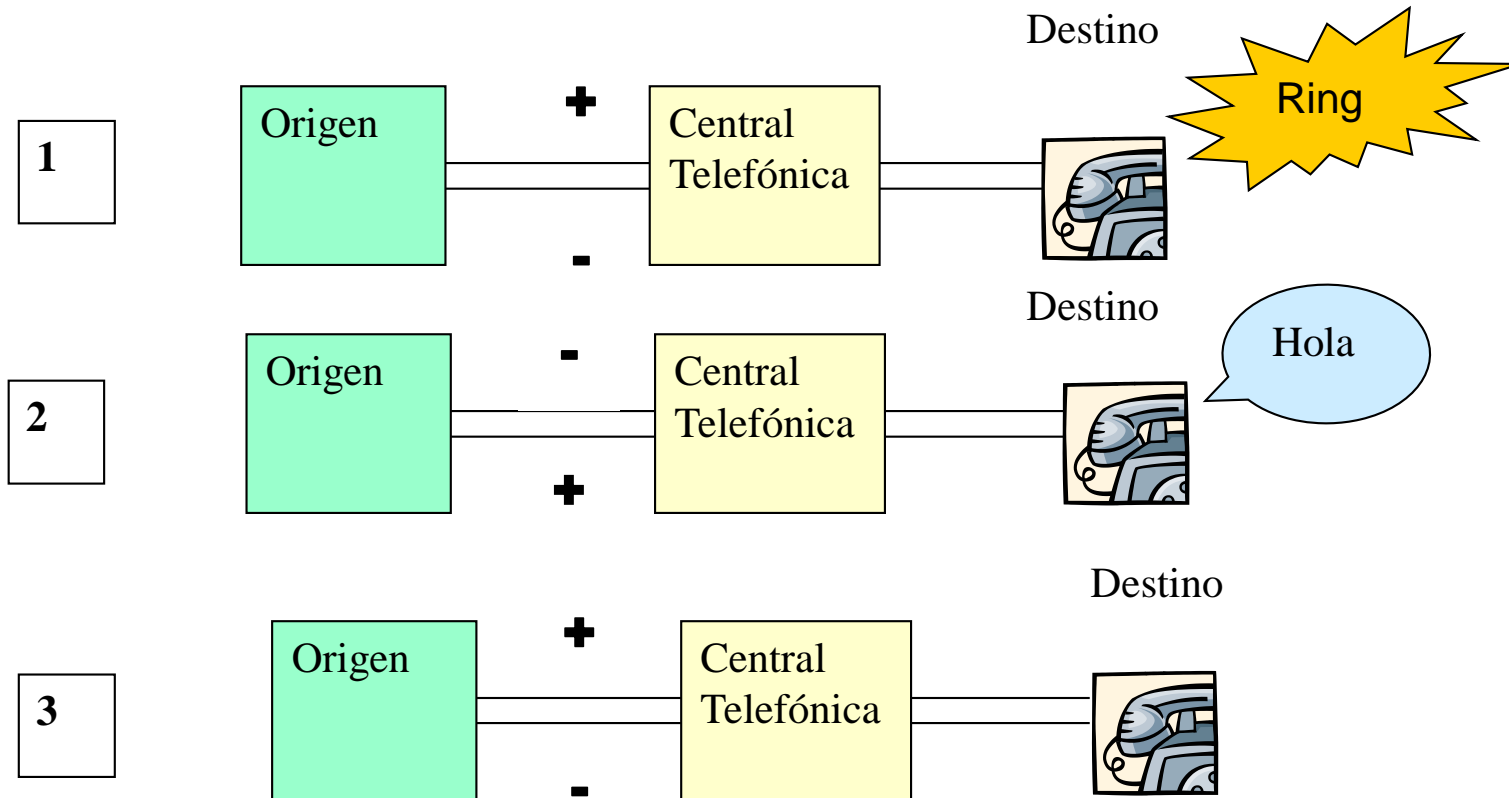 Destino
Ring
1
Origen
+
Central
Telefónica
-
Destino
Hola
2
Origen
-
Central
Telefónica
+
Destino
3
Origen
+
Central
Telefónica
-